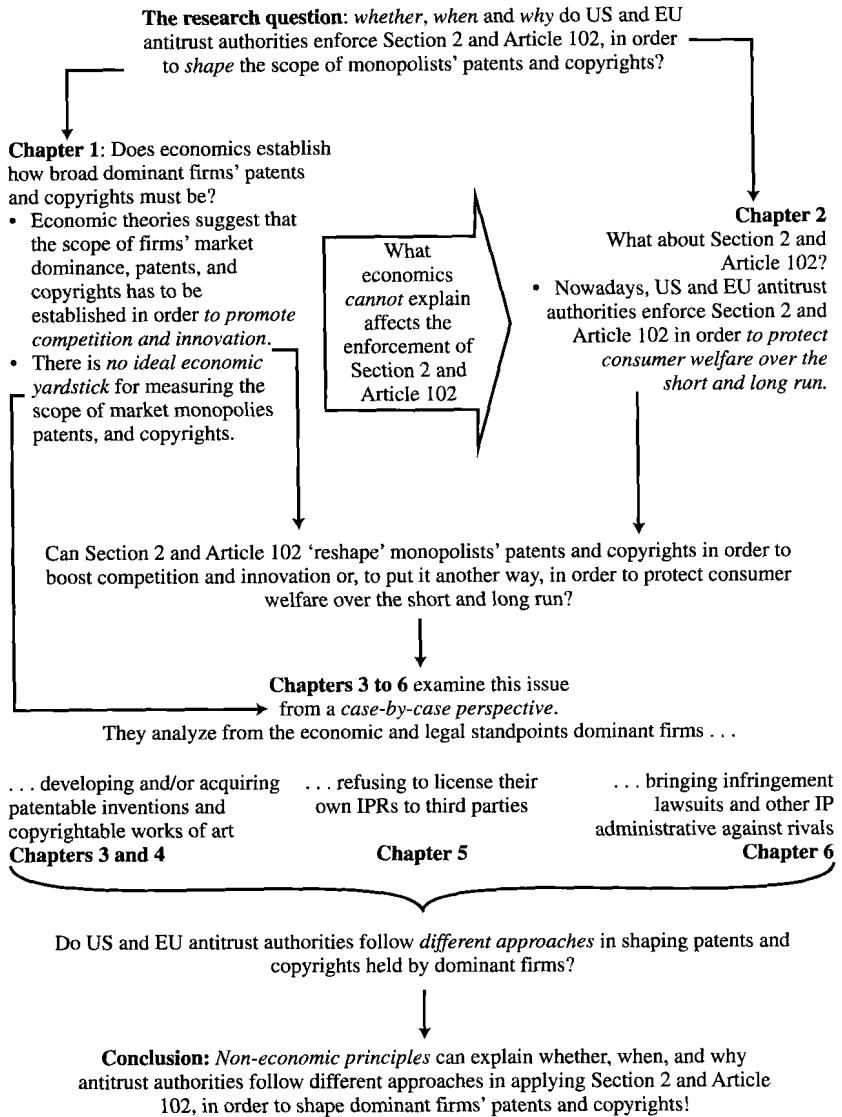 The research question: whether, when and why do US and EU
antitrust authorities enforce Section 2 and Article 102, in order
to shape the scope of monopolists' patents and copyrights?
Chapter 1: Does economics establish
how broad dominant firms' patents
and copyrights must be?
• Economic theories suggest that
the scope of firms' market
dominance, patents, and
copyrights has to be
established in order to promote
competition and innovation.
• There is no ideal economic
yardstick for measuring the
scope of market monopolies
patents, and copyrights.
What
economics
cannot explain
affects the
enforcement of
Section 2 and
Article 102
Chapter 2
What about Section 2 and
Article 102?
• Nowadays, US and EU antitrust
authorities enforce Section 2 and
Article 102 in order to protect
consumer welfare over the
short and long run.
Can Section 2 and Article 102 'reshape' monopolists' patents and copyrights in order to
boost competition and innovation or, to put it another way, in order to protect consumer
welfare over the short and long run?
Chapters 3 to 6 examine this issue
from a case-by-case perspective.
They analyze from the economic and legal standpoints dominant firms . . .
. . . developing and/or acquiring
patentable inventions and
copyrightable works of art
Chapters 3 and 4
. . . refusing to license their
own IPRs to third parties
Chapter 5
. . . bringing infringement
lawsuits and other IP
administrative against rivals
Chapter 6
Do US and EU antitrust authorities follow different approaches in shaping patents and
copyrights held by dominant firms?
Conclusion: Non-economic principles can explain whether, when, and why
antitrust authorities follow different approaches in applying Section 2 and Article
102, in order to shape dominant firms' patents and copyrights!